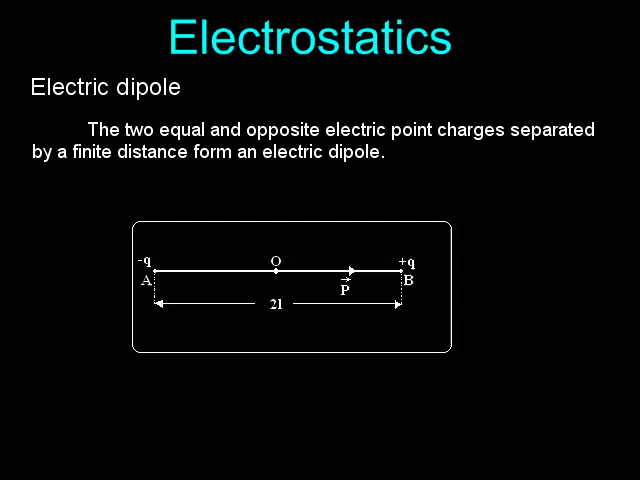 Electrostatics
Electric dipole
The two equal and opposite electric point charges separated
by a finite distance form an electric dipole.
-q O +q
A P B
2l